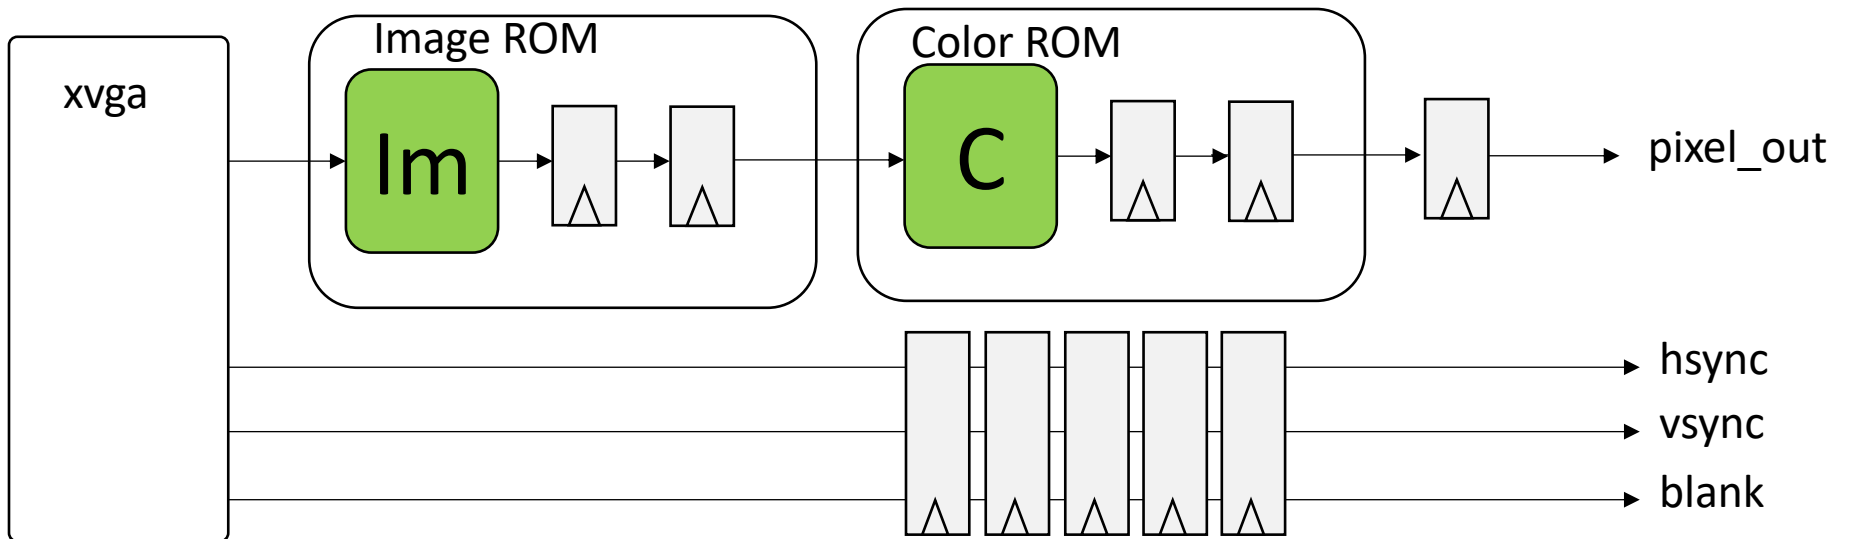 Image ROM
Color ROM
xvga
Im
C
pixel_out
hsync
vsync
blank